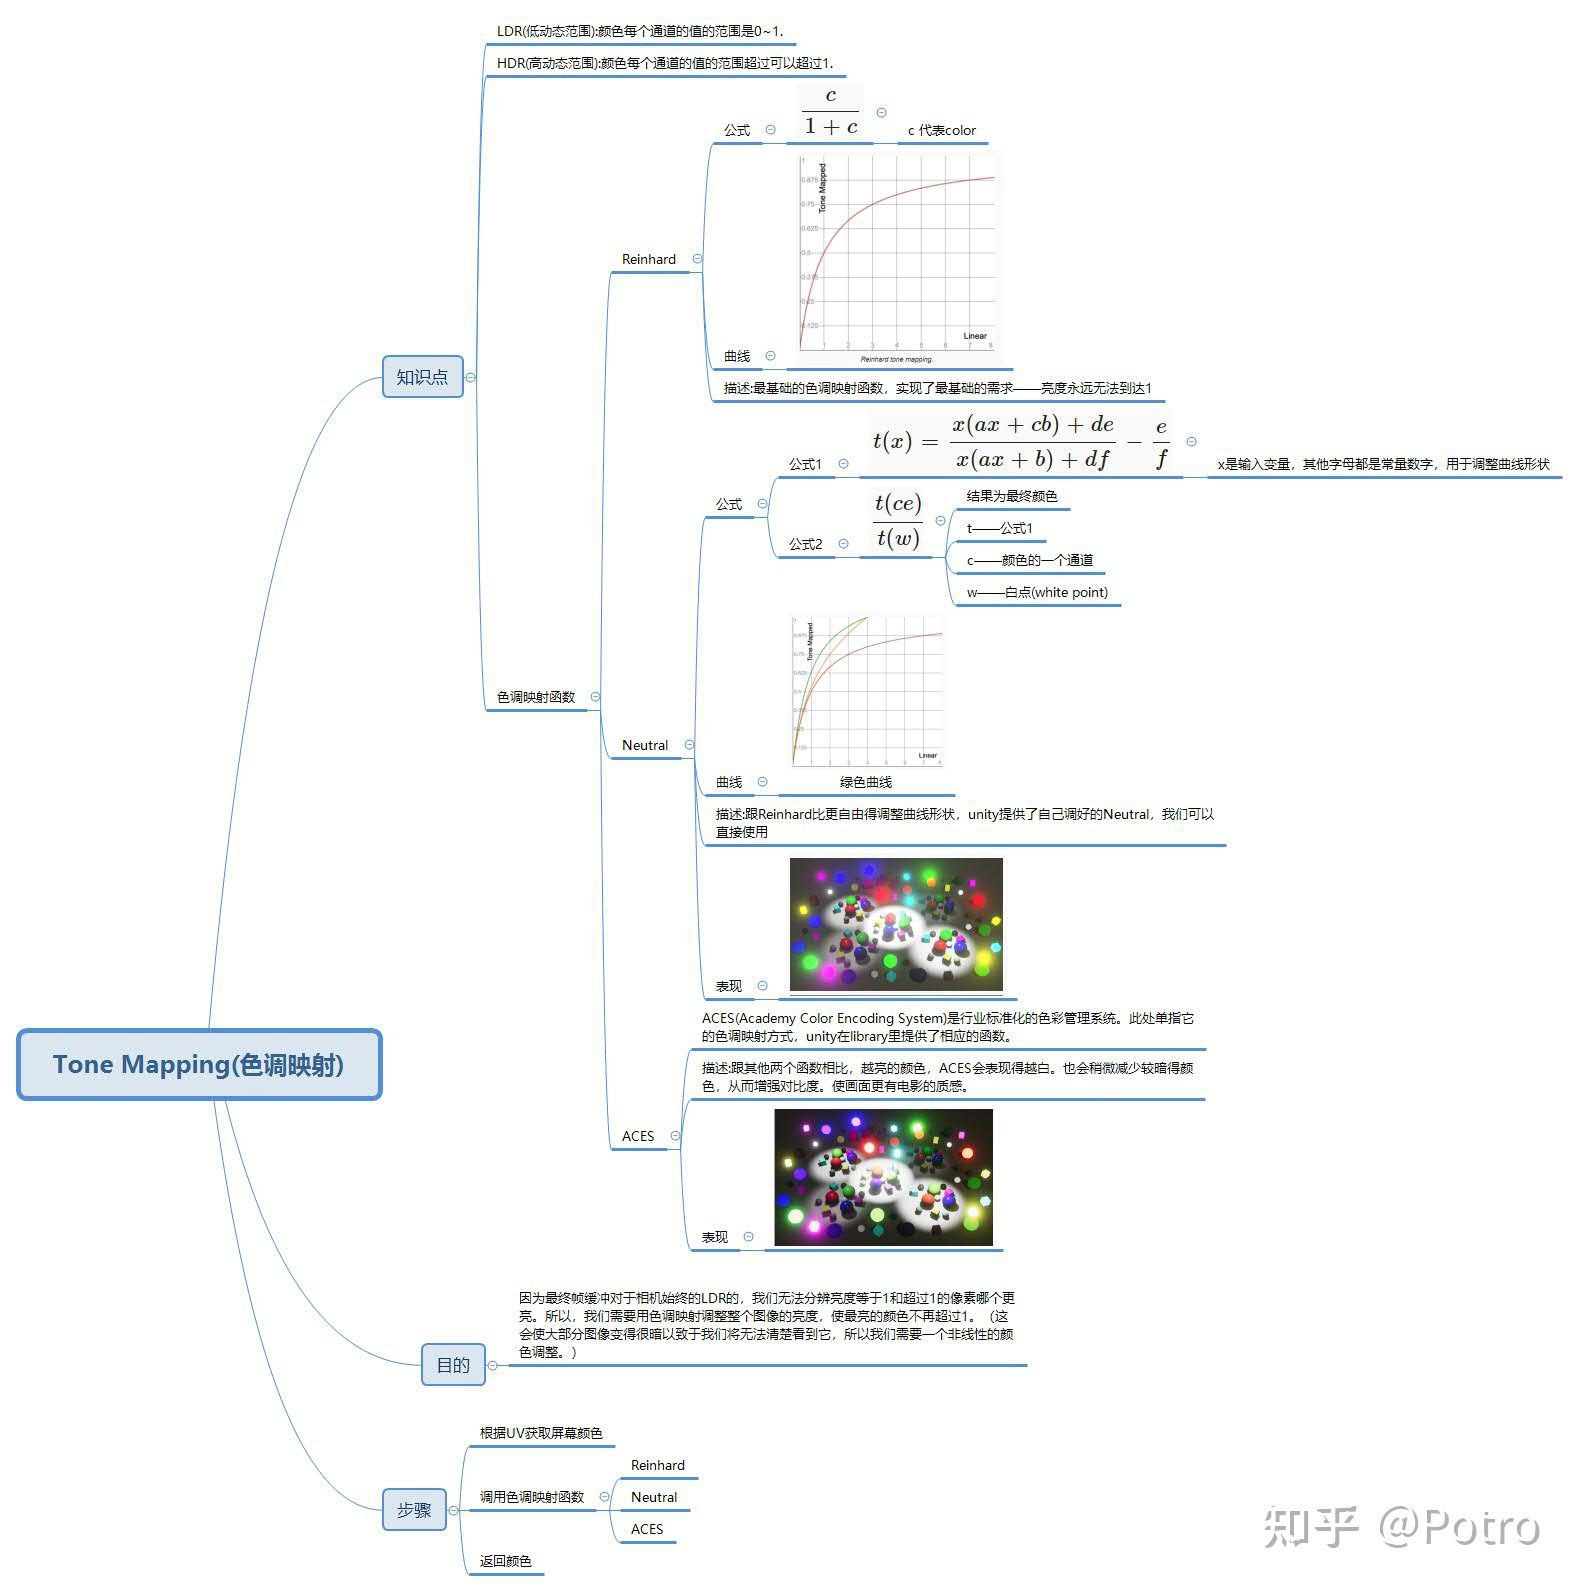 LDR(低动态范围):颜色每个通道的值的范围是0~1.
HDR(高动态范围):颜色每个通道的值的范围超过可以超过1.
公式
c
1 + c
c 代表color
1
0.875
0.75
0.625
0.5
0.375
0.25
0.125
Tone Mapped
Linear
1 2 3 4 5 6 7 8
Reinhard tone mapping.
Reinhard
曲线
描述:最基础的色调映射函数，实现了最基础的需求——亮度永远无法到达1
知识点
公式
公式1
t(x) = x(ax + cb) + de / x(ax + b) + df − e / f
x是输入变量，其他字母都是常量数字，用于调整曲线形状
公式2
t(ce)
t(w)
结果为最终颜色
t——公式1
c——颜色的一个通道
w——白点(white point)
色调映射函数
Neutral
Tone Mapped
Linear
曲线
绿色曲线
描述:跟Reinhard比更自由得调整曲线形状，unity提供了自己调好的Neutral，我们可以
直接使用
表现
ACES(Academy Color Encoding System)是行业标准化的色彩管理系统。此处单指它
的色调映射方式，unity在library里提供了相应的函数。
描述:跟其他两个函数相比，越亮的颜色，ACES会表现得越白。也会稍微减少较暗得颜
色，从而增强对比度。使画面更有电影的质感。
ACES
表现
Tone Mapping(色调映射)
因为最终帧缓冲对于相机始终的LDR的，我们无法分辨亮度等于1和超过1的像素哪个更
亮。所以，我们需要用色调映射调整整个图像的亮度，使最亮的颜色不再超过1。（这
会使大部分图像变得很暗以致于我们将无法清楚看到它，所以我们需要一个非线性的颜
色调整。）
目的
根据UV获取屏幕颜色
调用色调映射函数
Reinhard
Neutral
ACES
步骤
返回颜色
知乎 @Potro